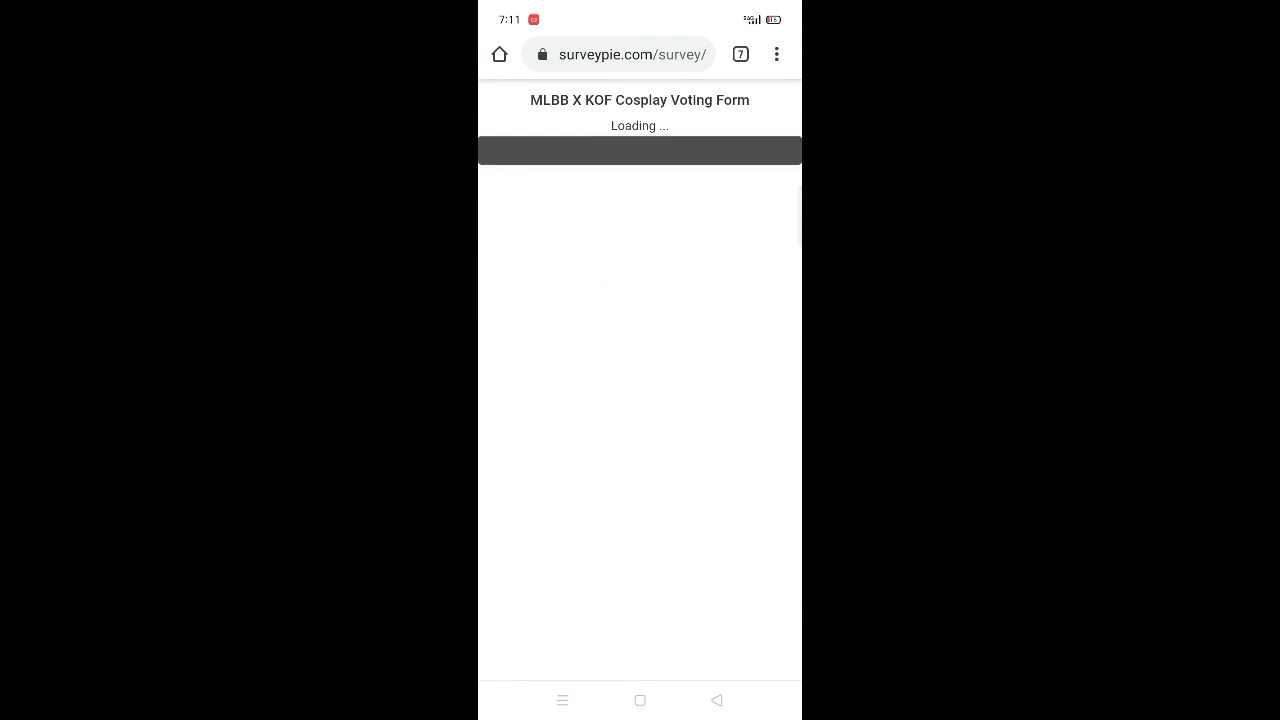 7:11
surveypie.com/survey/
7
MLBB X KOF Cosplay Voting Form
Loading ...